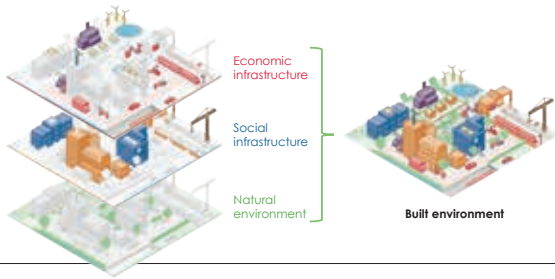 Economic
infrastructure
Social
infrastructure
Natural
environment
Built environment